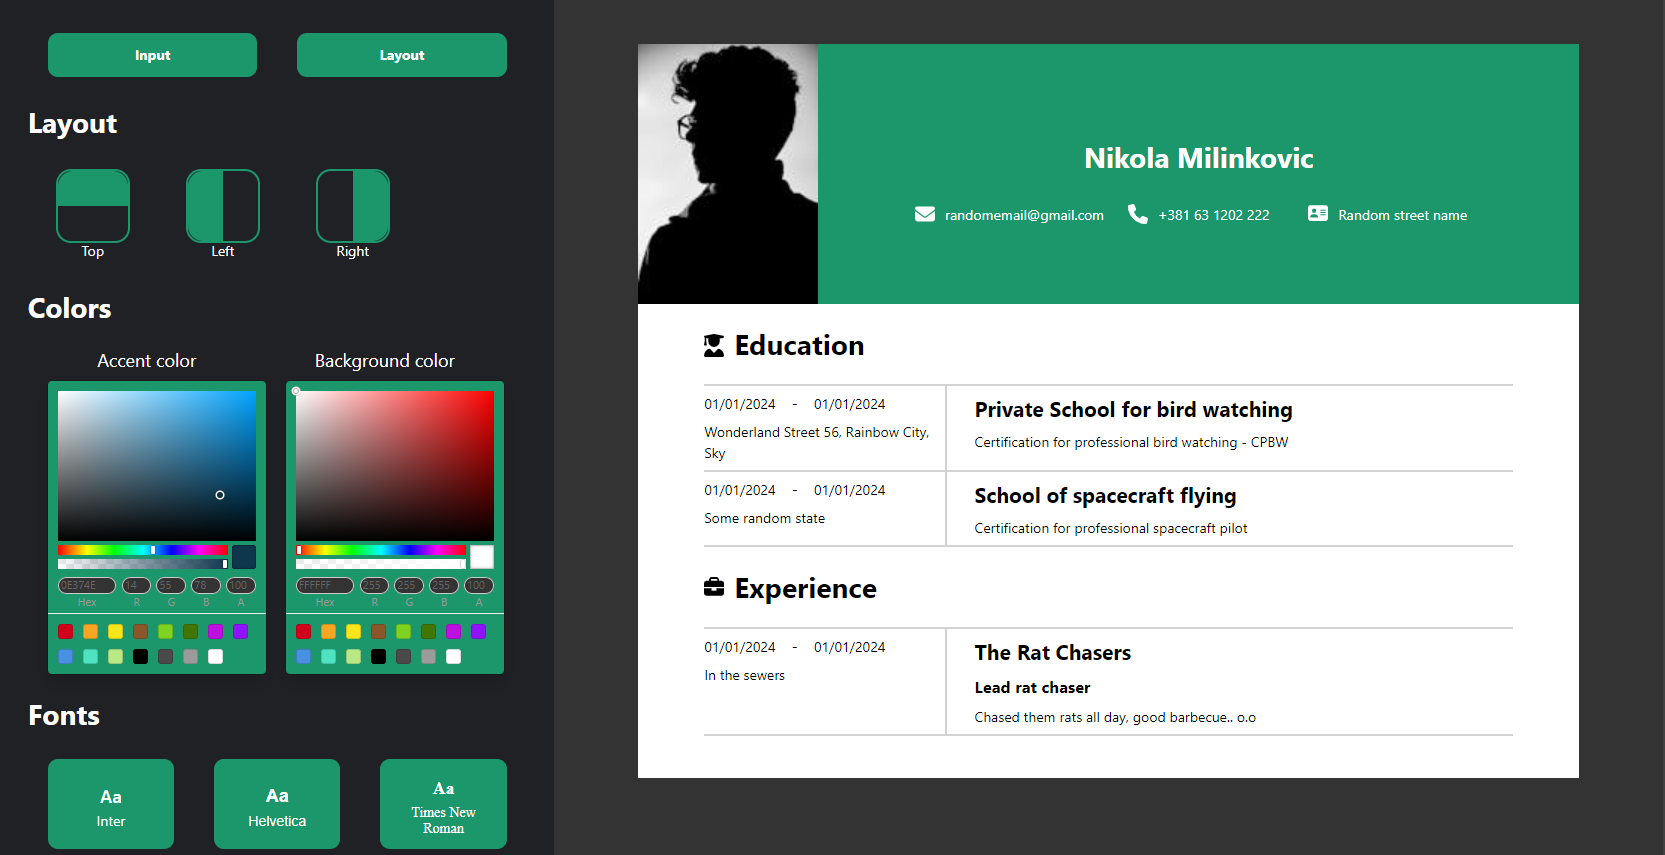 Input
Layout
Layout
Top
Left
Right
Colors
Accent color
Background color
0E374E 14 55 78 100
Hex R G B A
FFFFFF 255 255 255 100
Hex R G B A
Fonts
Aa
Inter
Aa
Helvetica
Aa
Times New
Roman
Nikola Milinkovic
randomemail@gmail.com
+381 63 1202 222
Random street name
Education
01/01/2024 - 01/01/2024
Wonderland Street 56, Rainbow City,
Sky
Private School for bird watching
Certification for professional bird watching - CPBW
01/01/2024 - 01/01/2024
Some random state
School of spacecraft flying
Certification for professional spacecraft pilot
Experience
01/01/2024 - 01/01/2024
In the sewers
The Rat Chasers
Lead rat chaser
Chased them rats all day, good barbecue.. o.o